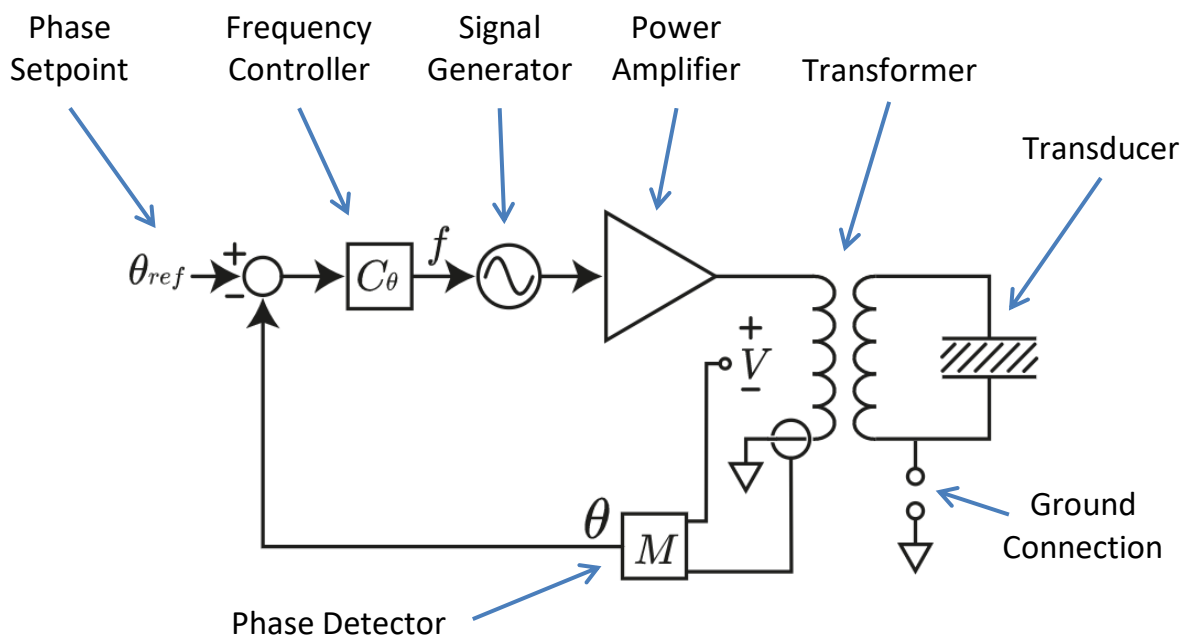 Phase
Setpoint
Frequency
Controller
Signal
Generator
Power
Amplifier
Transformer
Transducer
θref
+
−
Cθ
f
+
V
−
θ
M
Ground
Connection
Phase Detector